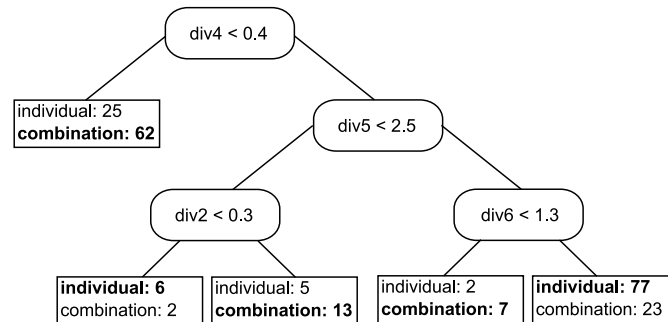 div4 < 0.4
individual: 25
combination: 62
div5 < 2.5
div2 < 0.3
div6 < 1.3
individual: 6
combination: 2
individual: 5
combination: 13
individual: 2
combination: 7
individual: 77
combination: 23